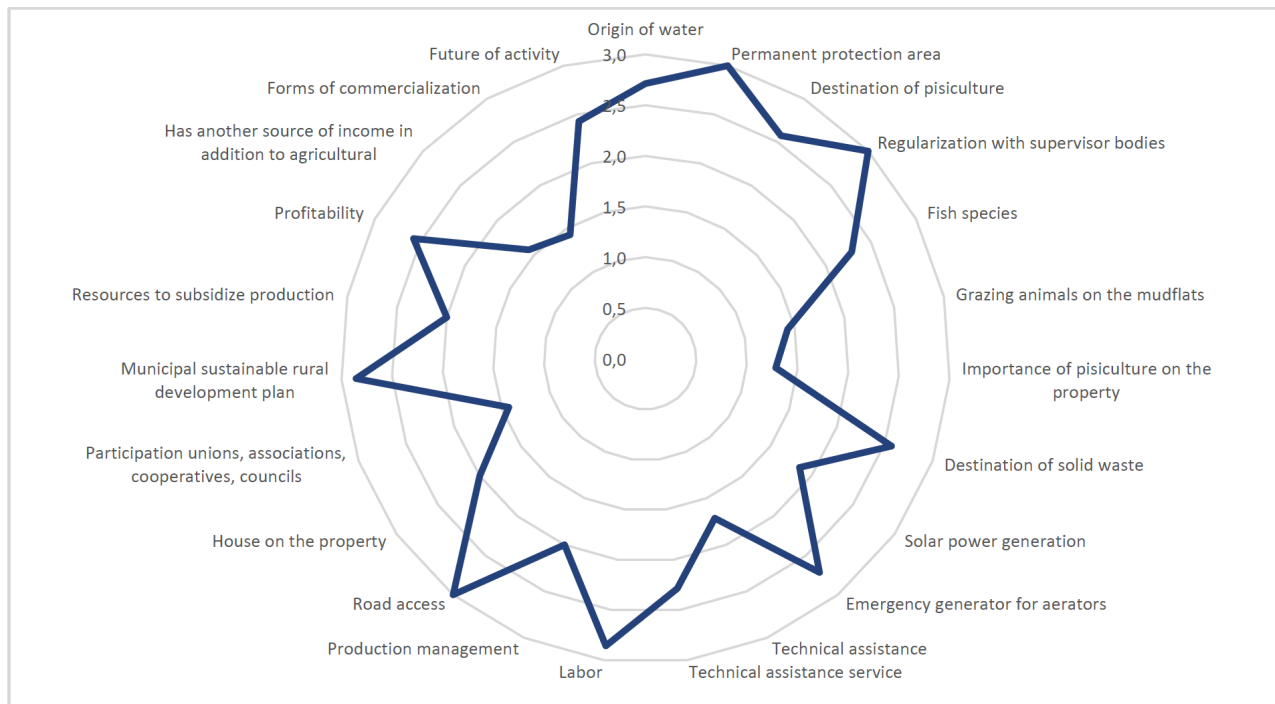 Origin of water
Permanent protection area
Destination of pisiculture
Regularization with supervisor bodies
Fish species
Grazing animals on the mudflats
Importance of pisiculture on the
property
Destination of solid waste
Solar power generation
Emergency generator for aerators
Technical assistance
Technical assistance service
Labor
Production management
Road access
House on the property
Participation unions, associations,
cooperatives, councils
Municipal sustainable rural
development plan
Resources to subsidize production
Profitability
Has another source of income in
addition to agricultural
Forms of commercialization
Future of activity
3,0
2,5
2,0
1,5
1,0
0,5
0,0